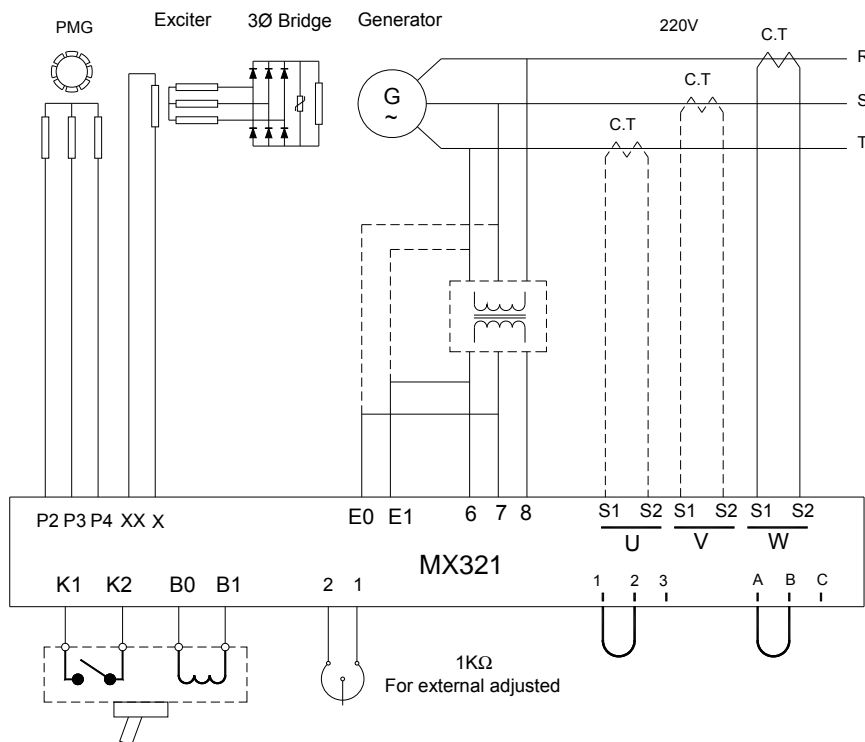 PMG Exciter 3Ø Bridge Generator 220V C.T
R
C.T
S
G
~
C.T
T
P2 P3 P4 XX X E0 E1 6 7 8 S1 S2 S1 S2 S1 S2
U V W
MX321
K1 K2 B0 B1 2 1 1 2 3 A B C
1KΩ
For external adjusted